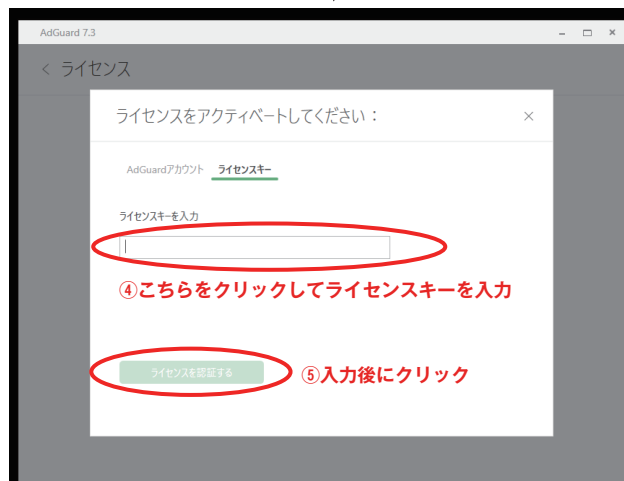 AdGuard 7.3
ライセンス
ライセンスをアクティベートしてください：
AdGuardアカウント ライセンスキー
ライセンスキーを入力
④こちらをクリックしてライセンスキーを入力
ライセンスを認証する
⑤入力後にクリック